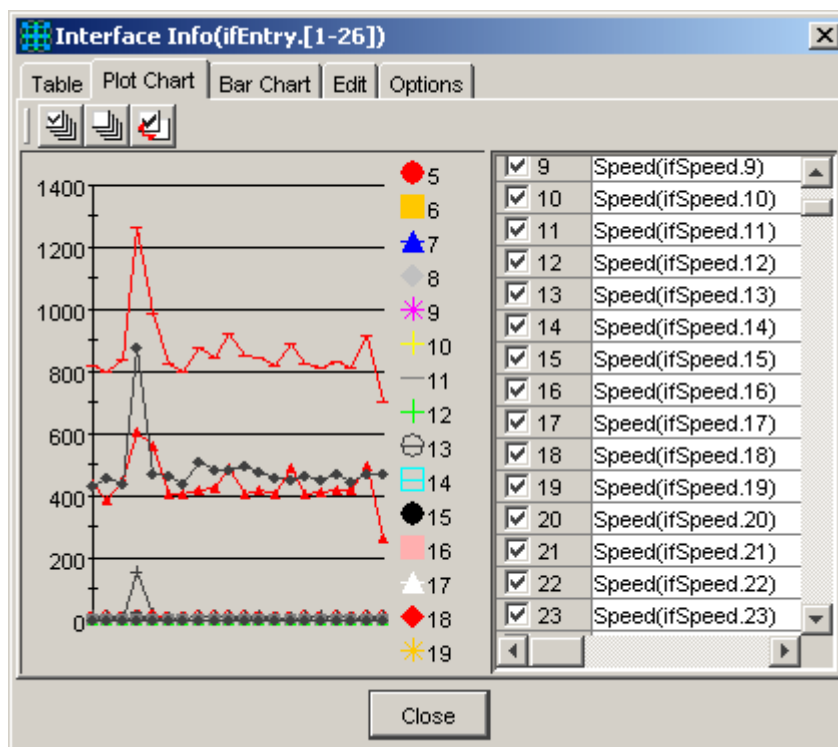 Interface Info(ifEntry.[1-26])
Table Plot Chart Bar Chart Edit Options
1400
1200
1000
800
600
400
200
0
5
6
7
8
9
10
11
12
13
14
15
16
17
18
19
9 Speed(ifSpeed.9)
10 Speed(ifSpeed.10)
11 Speed(ifSpeed.11)
12 Speed(ifSpeed.12)
13 Speed(ifSpeed.13)
14 Speed(ifSpeed.14)
15 Speed(ifSpeed.15)
16 Speed(ifSpeed.16)
17 Speed(ifSpeed.17)
18 Speed(ifSpeed.18)
19 Speed(ifSpeed.19)
20 Speed(ifSpeed.20)
21 Speed(ifSpeed.21)
22 Speed(ifSpeed.22)
23 Speed(ifSpeed.23)
Close